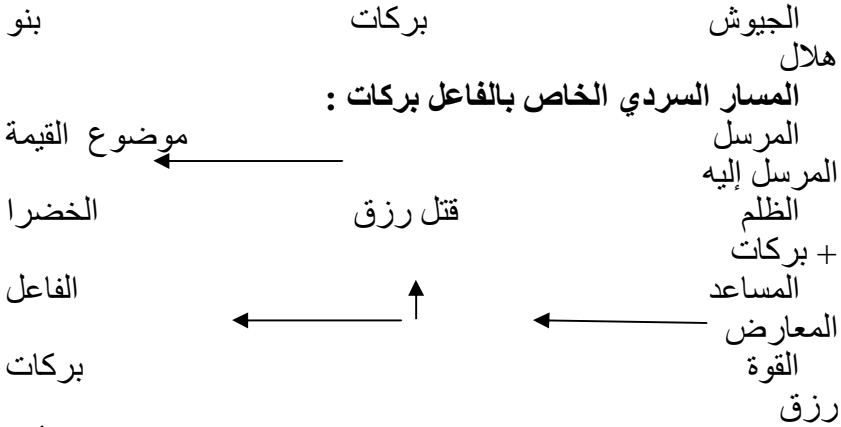 الجيوش بركات بنو
هلال
المسار السردي الخاص بالفاعل بركات :
المرسل موضوع القيمة
المرسل إليه
الظلم قتل رزق الخضرا
+ بركات
المساعد الفاعل
المعارض
القوة بركات
رزق